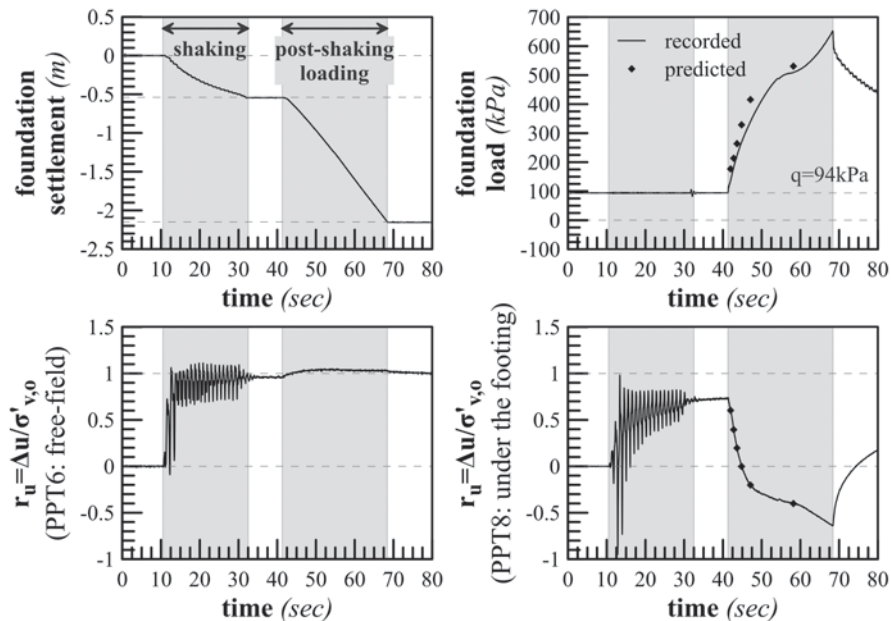 foundation
settlement (m)
0.5
0
-0.5
-1
-1.5
-2
-2.5
shaking
post-shaking
loading
0 10 20 30 40 50 60 70 80
time (sec)
foundation
load (kPa)
700
600
500
400
300
200
100
0
-100
recorded
predicted
q=94kPa
0 10 20 30 40 50 60 70 80
time (sec)
ru=Δu/σ'v,o
(PPT6: free-field)
1.5
1
0.5
0
-0.5
-1
0 10 20 30 40 50 60 70 80
time (sec)
ru=Δu/σ'v,o
(PPT8: under the footing)
1.5
1
0.5
0
-0.5
-1
0 10 20 30 40 50 60 70 80
time (sec)